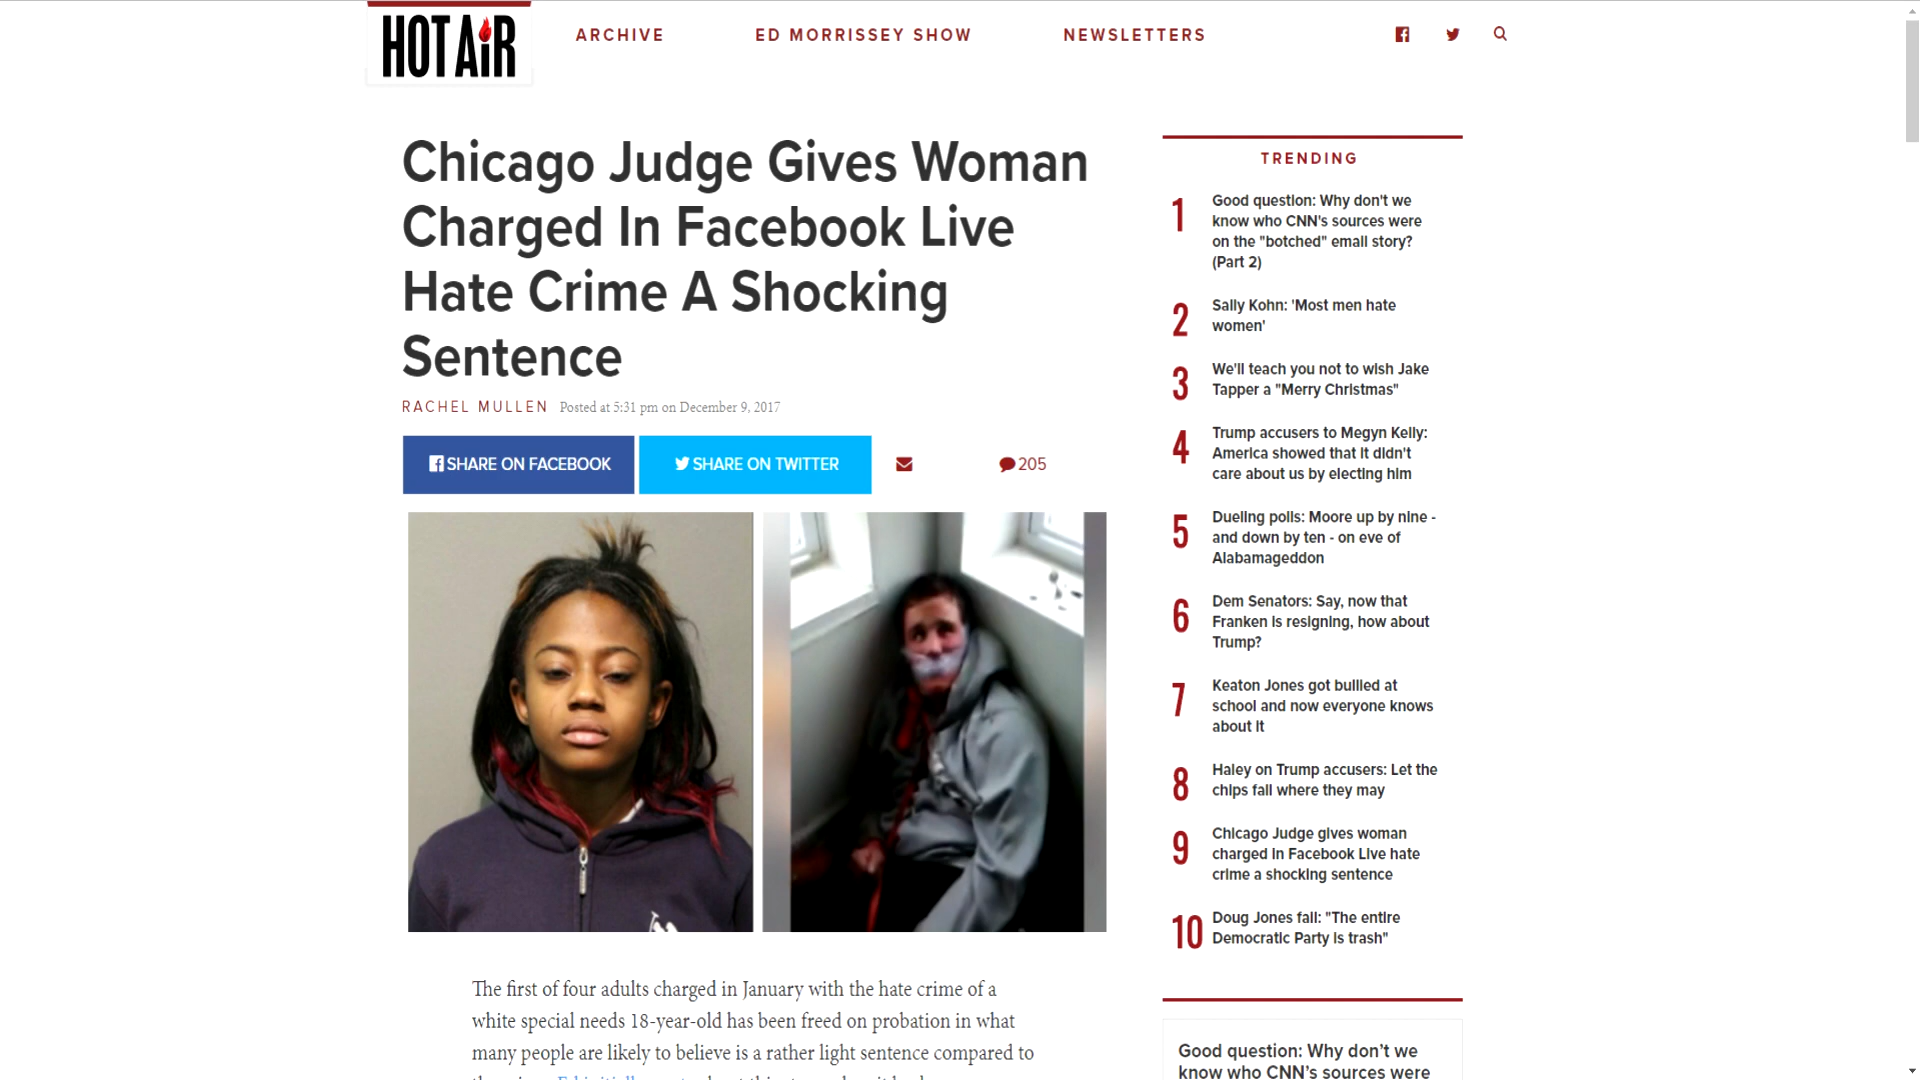 HOT AIR
ARCHIVE
ED MORRISSEY SHOW
NEWSLETTERS
Chicago Judge Gives Woman
Charged In Facebook Live
Hate Crime A Shocking
Sentence
RACHEL MULLEN Posted at 5:31 pm on December 9, 2017
SHARE ON FACEBOOK
SHARE ON TWITTER
205
The first of four adults charged in January with the hate crime of a
white special needs 18-year-old has been freed on probation in what
many people are likely to believe is a rather light sentence compared to
TRENDING
1
Good question: Why don't we
know who CNN's sources were
on the "botched" email story?
(Part 2)
2
Sally Kohn: 'Most men hate
women'
3
We'll teach you not to wish Jake
Tapper a "Merry Christmas"
4
Trump accusers to Megyn Kelly:
America showed that it didn't
care about us by electing him
5
Dueling polls: Moore up by nine -
and down by ten - on eve of
Alabamageddon
6
Dem Senators: Say, now that
Franken is resigning, how about
Trump?
7
Keaton Jones got bullied at
school and now everyone knows
about it
8
Haley on Trump accusers: Let the
chips fall where they may
9
Chicago Judge gives woman
charged in Facebook Live hate
crime a shocking sentence
10
Doug Jones fail: "The entire
Democratic Party is trash"
Good question: Why don't we
know who CNN's sources were